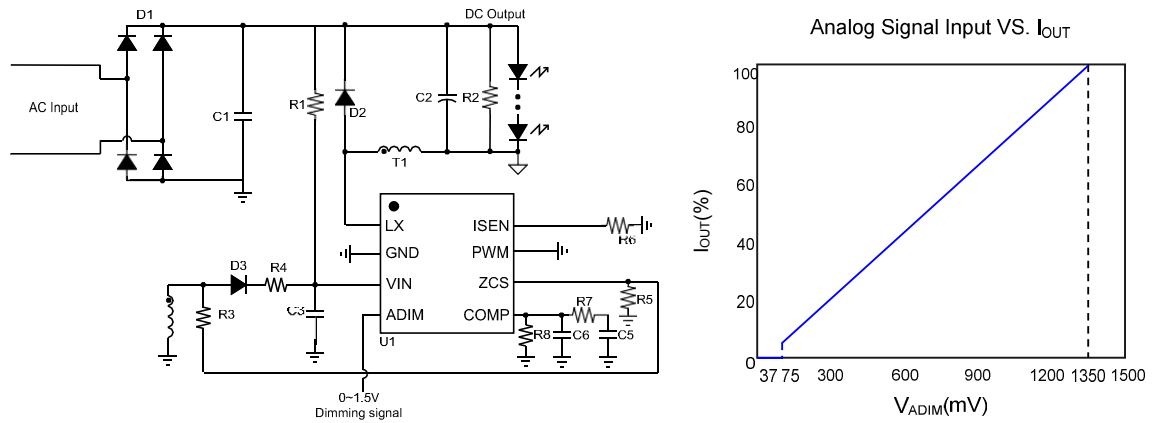 D1
DC Output
AC Input
C1
R1
D2
C2
R2
T1
LX
ISEN
R6
GND
PWM
D3
R4
VIN
ZCS
R3
C3
R5
ADIM
COMP
R7
U1
R8
C6
C5
0~1.5V
Dimming signal
Analog Signal Input VS. IOUT
100
80
60
40
20
0
IOUT(%)
37 75 300 600 900 1200 1350 1500
VADIM(mV)